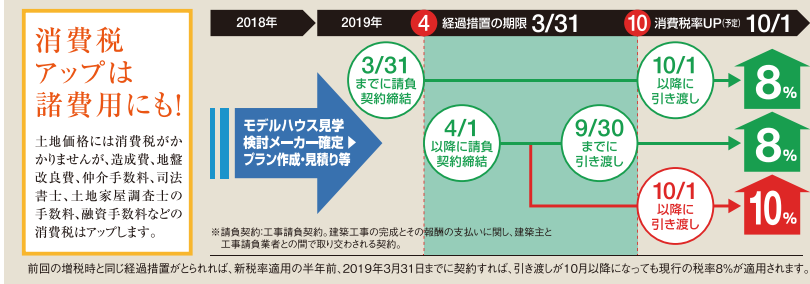 消費税
アップは
諸費用にも!
土地価格には消費税がか
かりませんが、造成費、地盤
改良費、仲介手数料、司法
書士、土地家屋調査士の
手数料、融資手数料などの
消費税はアップします。
2018年
2019年
4 経過措置の期限 3/31
10 消費税率UP(予定) 10/1
モデルハウス見学
検討メーカー確定
プラン作成・見積り等
3/31
までに請負
契約締結
10/1
以降に
引き渡し
8%
4/1
以降に請負
契約締結
9/30
までに
引き渡し
8%
10/1
以降に
引き渡し
10%
※請負契約:工事請負契約。建築工事の完成とその報酬の支払いに関し、建築主と
工事請負業者との間で取り交わされる契約。
前回の増税時と同じ経過措置がとられれば、新税率適用の半年前、2019年3月31日までに契約すれば、引き渡しが10月以降になっても現行の税率8%が適用されます。